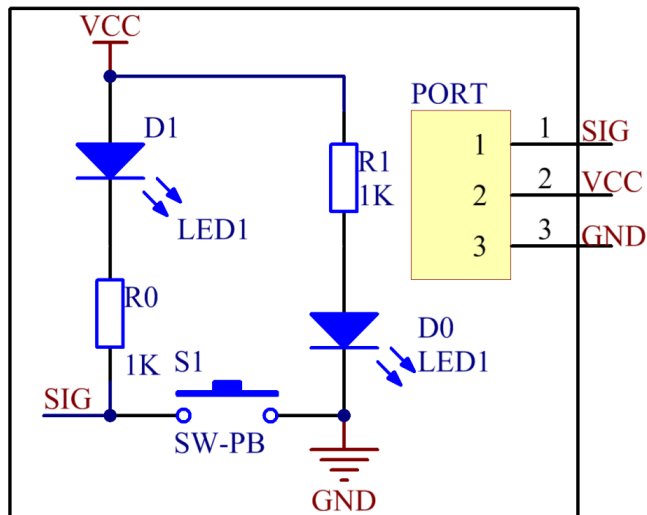 VCC
PORT
D1
1 1 SIG
R1
1K
2 2 VCC
LED1
3 3 GND
R0
D0
1K
S1
LED1
SIG
SW-PB
GND